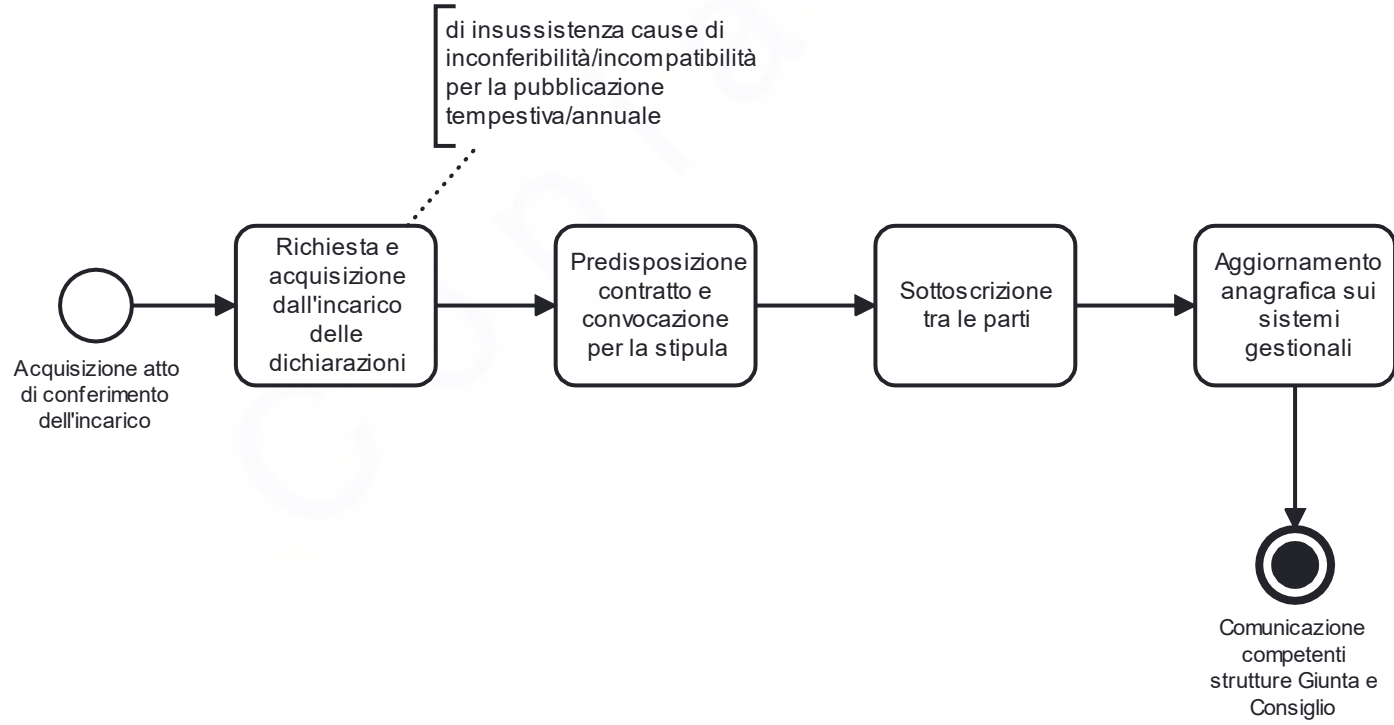 di insussistenza cause di
inconferibilità/incompatibilità
per la pubblicazione
tempestiva/annuale
Acquisizione atto
di conferimento
dell'incarico
Richiesta e
acquisizione
dall'incarico
delle
dichiarazioni
Predisposizione
contratto e
convocazione
per la stipula
Sottoscrizione
tra le parti
Aggiornamento
anagrafica sui
sistemi
gestionali
Comunicazione
competenti
strutture Giunta e
Consiglio